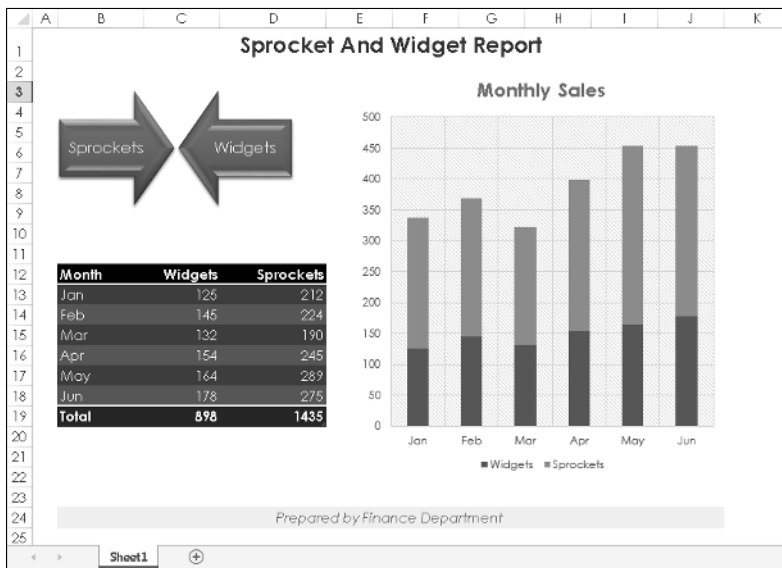 A B C D E F G H I J K
1 Sprocket And Widget Report
2
3 Monthly Sales
4
5
6 Sprockets Widgets
7
8
9
10
11
12 Month Widgets Sprockets
13 Jan 125 212
14 Feb 145 224
15 Mar 132 190
16 Apr 154 245
17 May 164 289
18 Jun 178 275
19 Total 898 1435
20
21
22
23
24 Prepared by Finance Department
25
500
450
400
350
300
250
200
150
100
50
0
Jan Feb Mar Apr May Jun
Widgets Sprockets
Sheet1